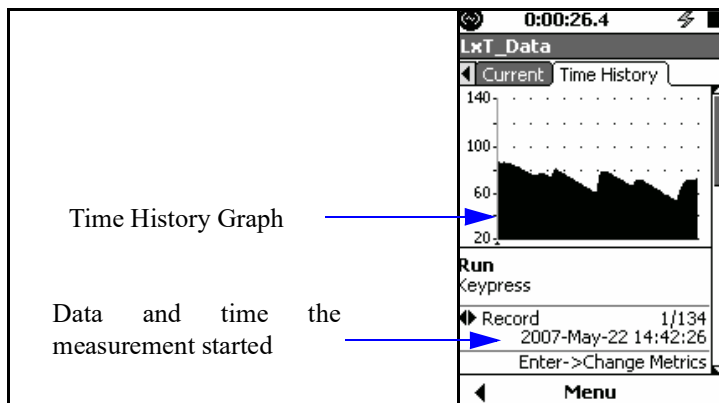 0:00:26.4
LxT_Data
Current Time History
140
100
60
20
Time History Graph
Run
Keypress
Data and time the
measurement started
Record 1/134
2007-May-22 14:42:26
Enter->Change Metrics
Menu